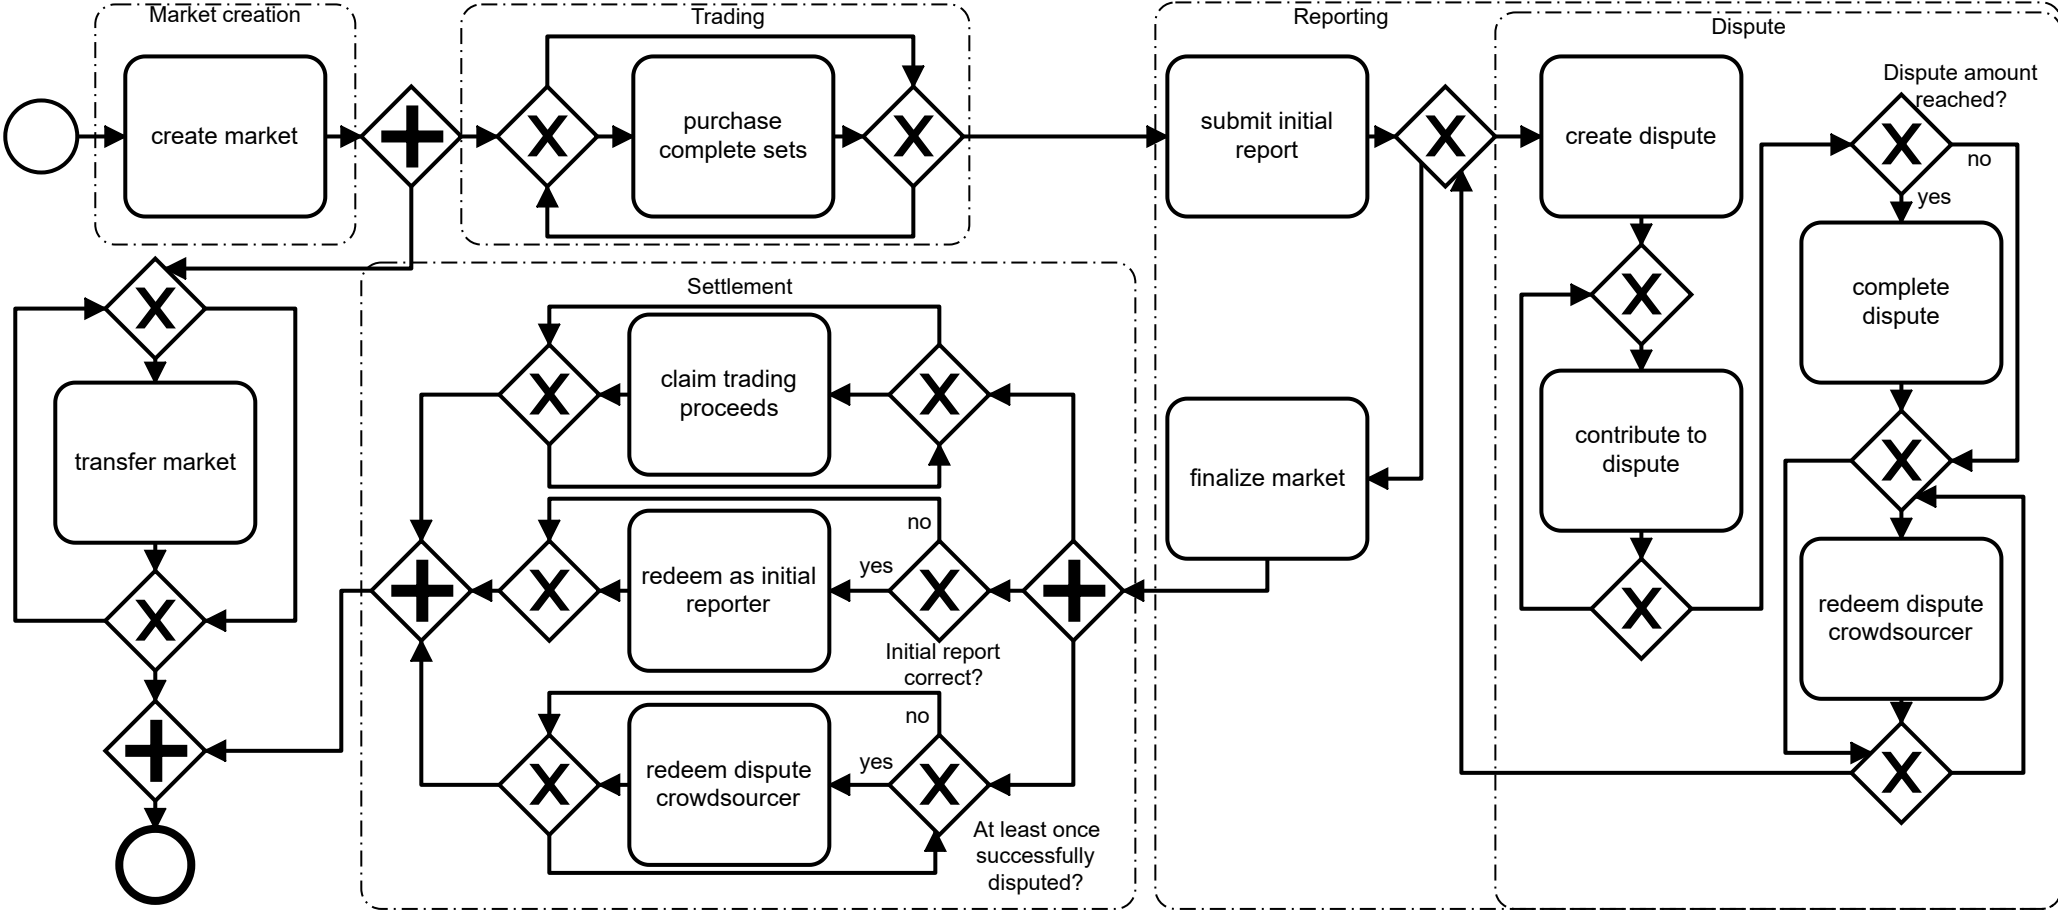 Market creation
create market
Trading
purchase
complete sets
Reporting
submit initial
report
Dispute
create dispute
Dispute amount
reached?
no
yes
complete
dispute
contribute to
dispute
redeem dispute
crowdsourcer
finalize market
Settlement
claim trading
proceeds
no
yes
redeem as initial
reporter
Initial report
correct?
no
yes
redeem dispute
crowdsourcer
At least once
successfully
disputed?
transfer market